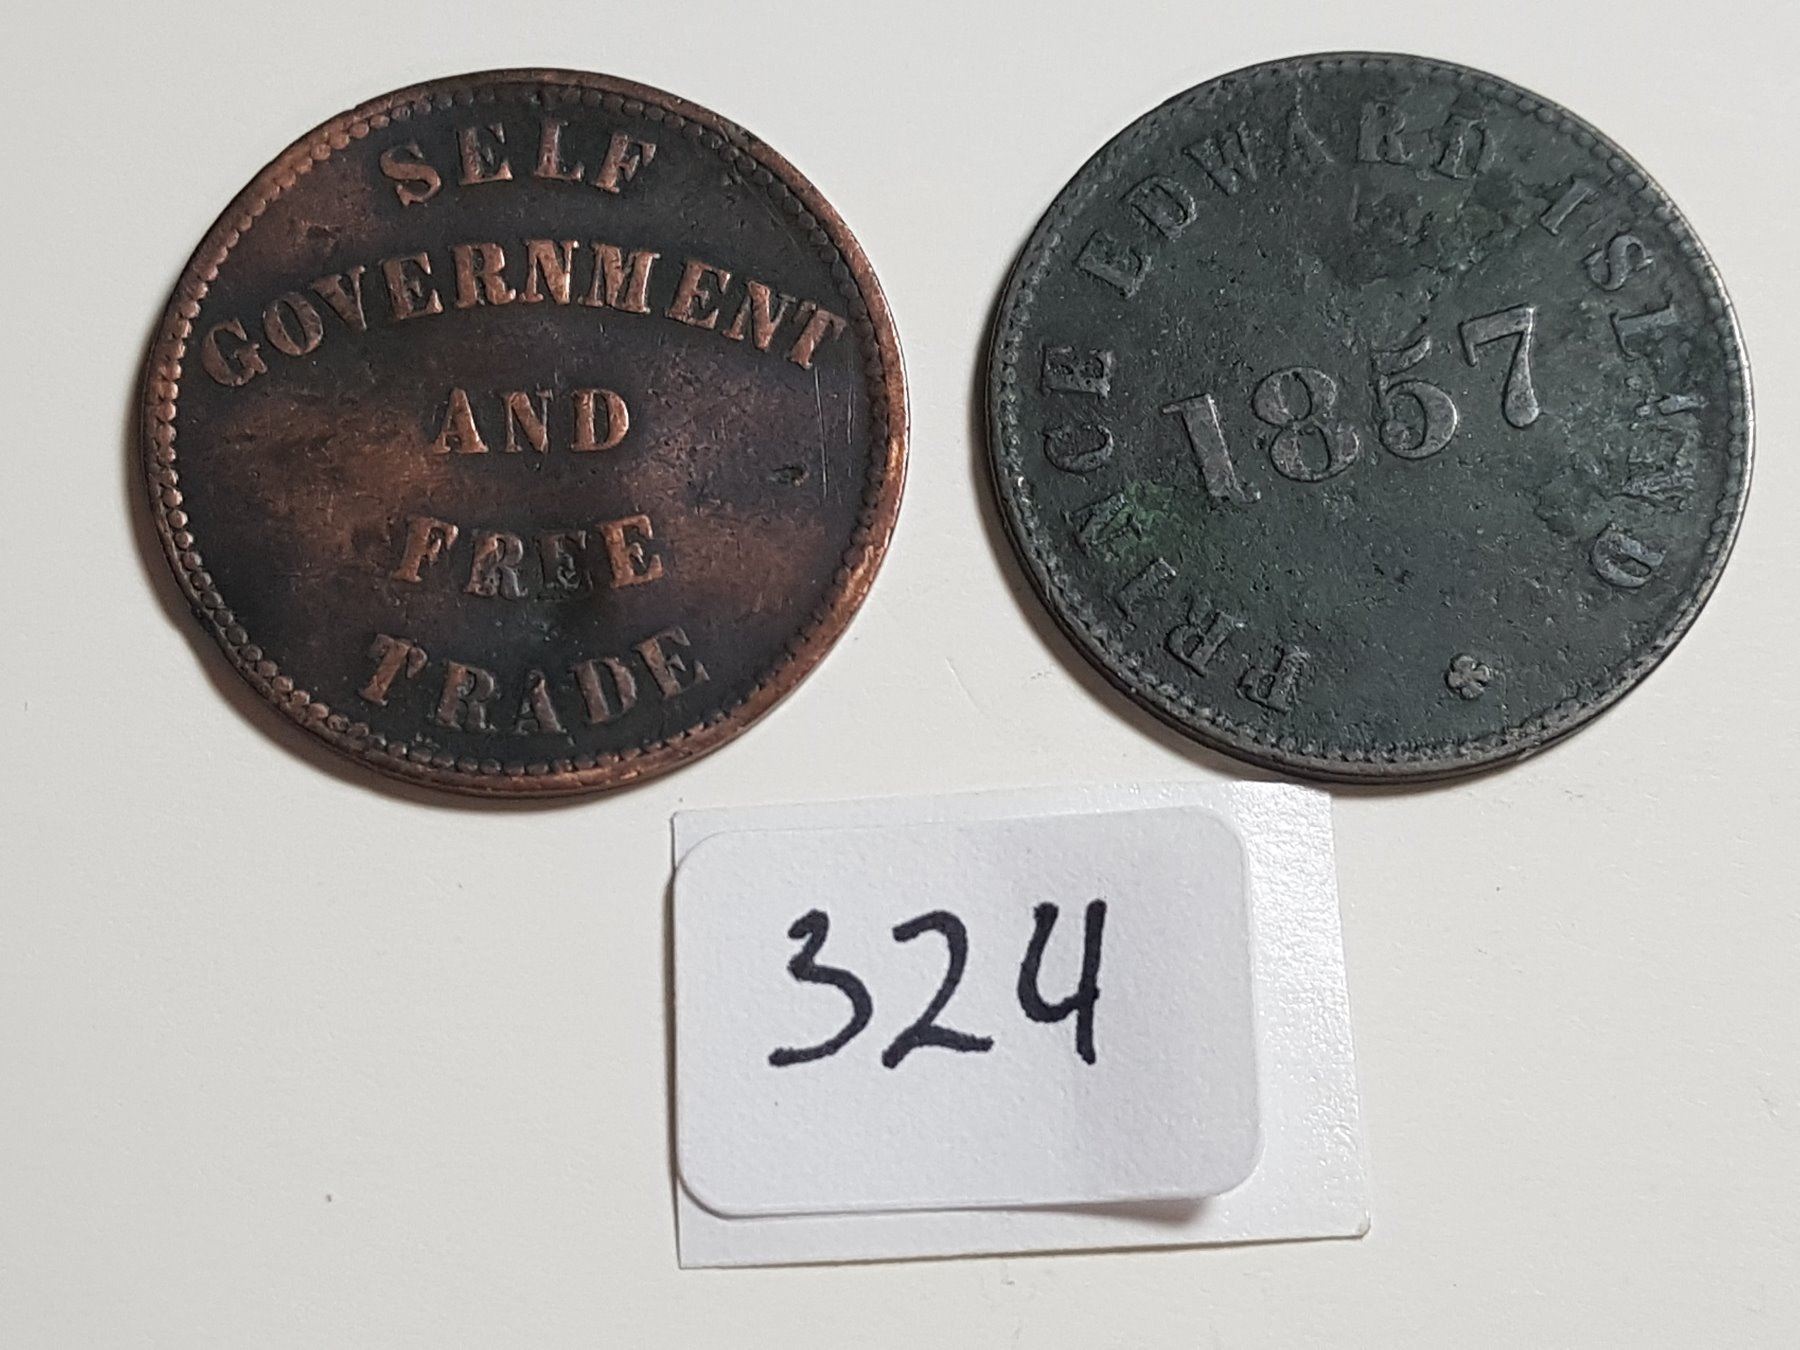 SELF
GOVERNMENT
AND
FREE
TRADE
PRINCE EDWARD ISLAND
1857
324